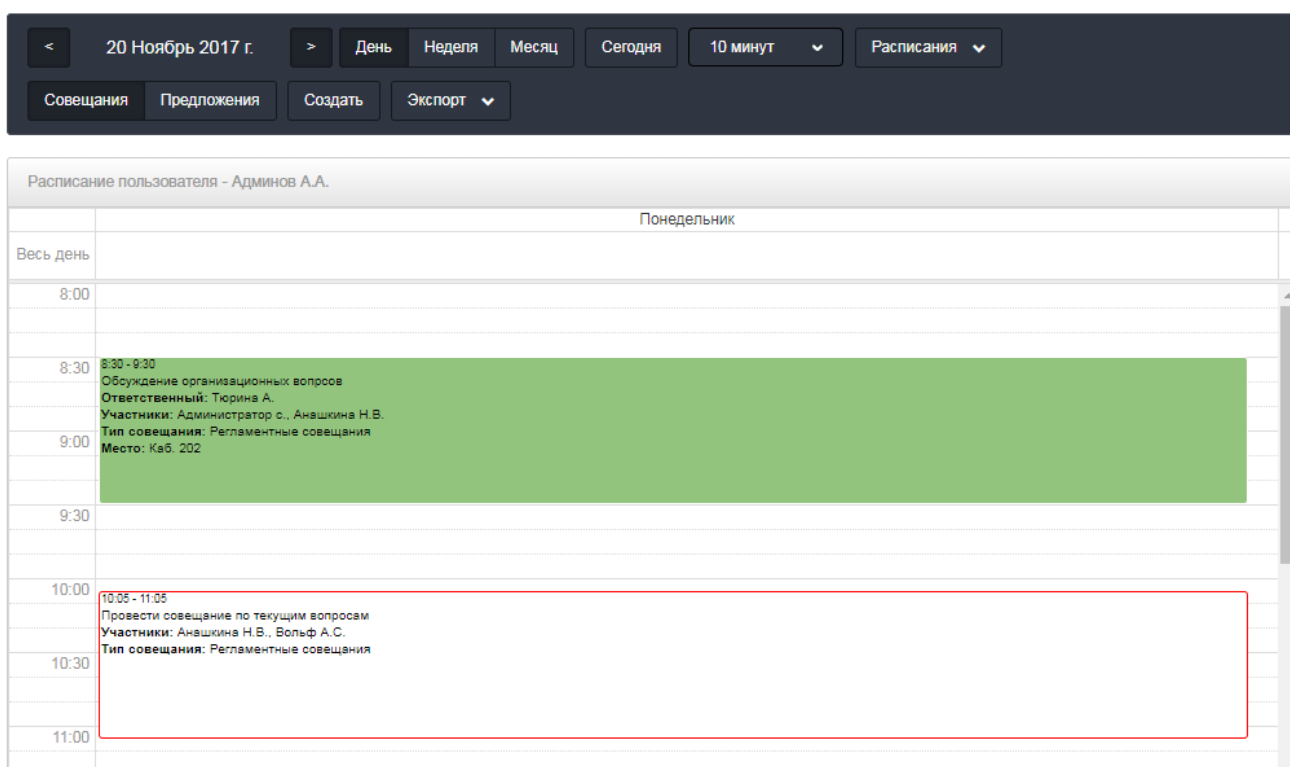 < 20 Ноябрь 2017 г. > День Неделя Месяц Сегодня 10 минут Расписания
Совещания Предложения Создать Экспорт
Расписание пользователя - Админов А.А.
Понедельник
Весь день
8:00
8:30
8:30 - 9:30
Обсуждение организационных вопрсов
Ответственный: Тюрина А.
Участники: Администратор с., Анашкина Н.В.
Тип совещания: Регламентные совещания
9:00
Место: Каб. 202
9:30
10:00
10:05 - 11:05
Провести совещание по текущим вопросам
Участники: Анашкина Н.В., Вольф А.С.
Тип совещания: Регламентные совещания
10:30
11:00